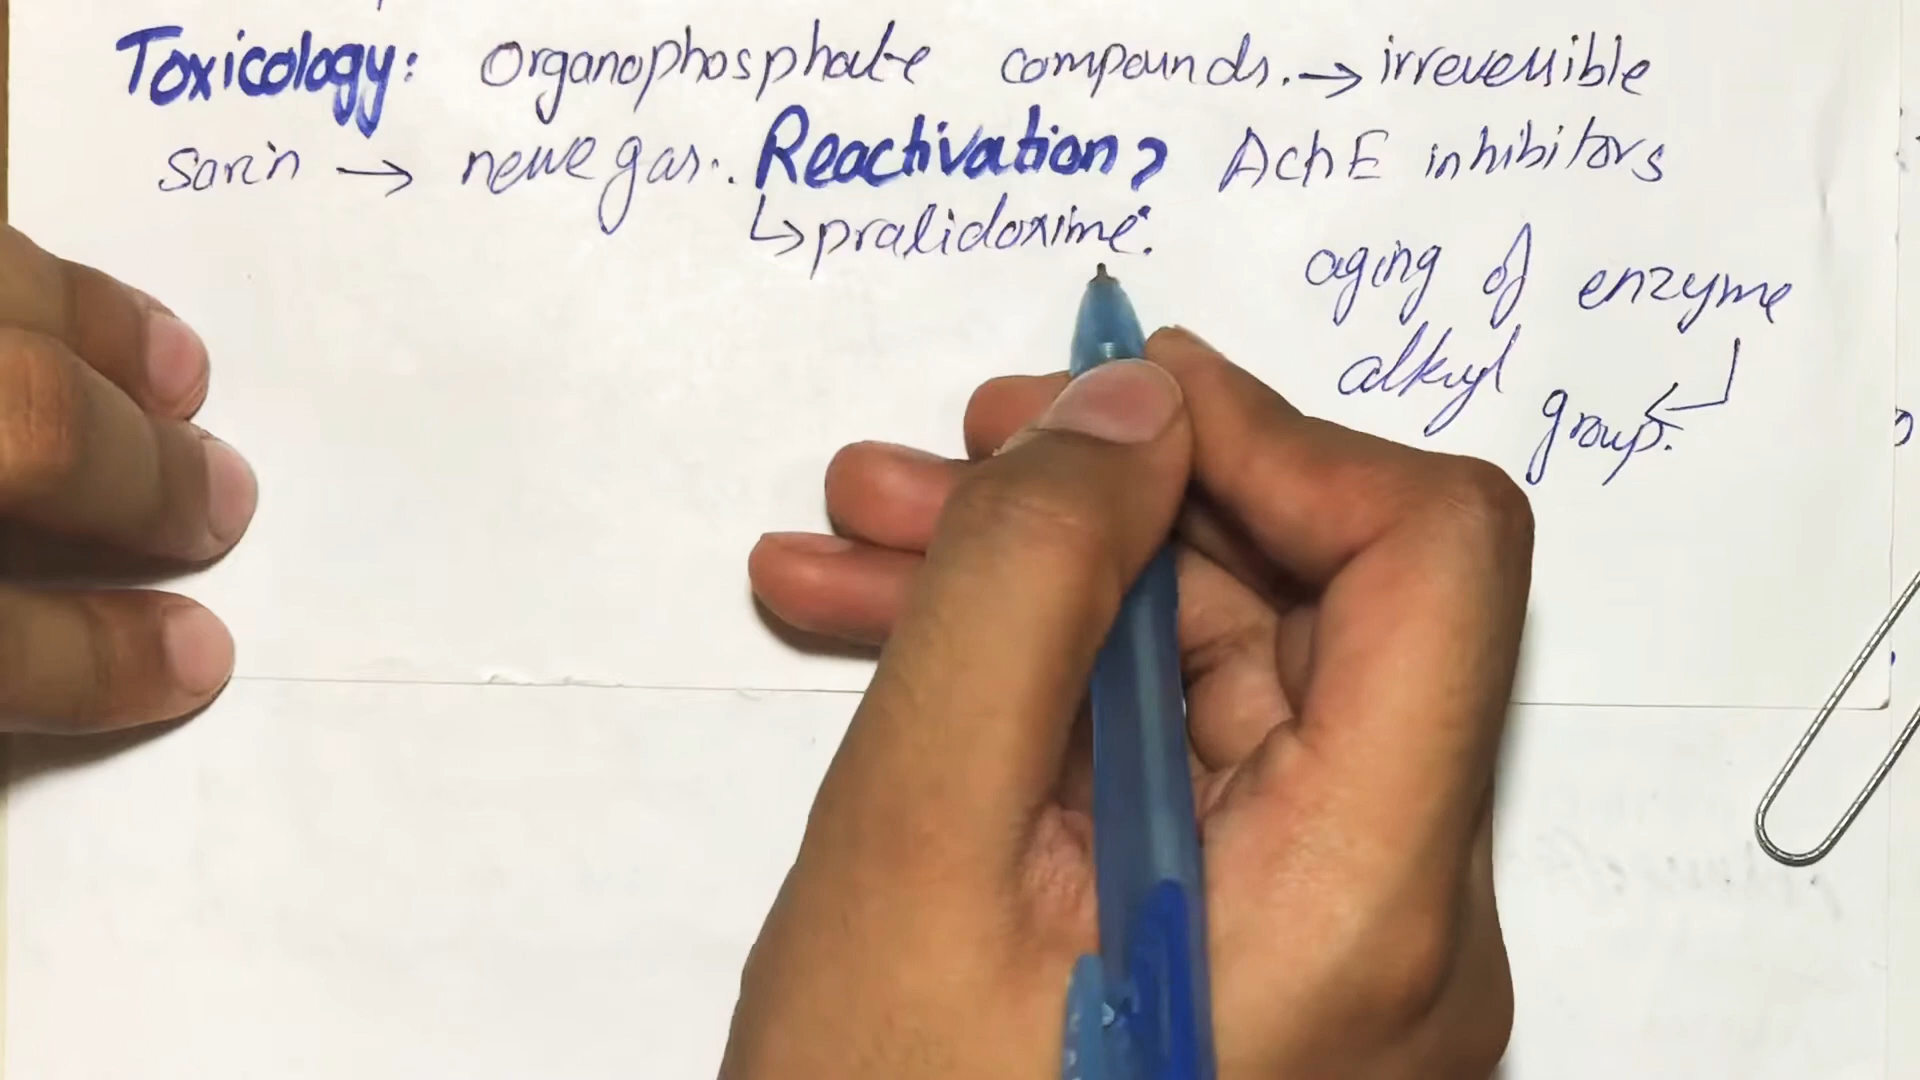 Toxicology: Organophosphate compounds. → irreversible
Sarin → nerve gas. Reactivation? AchE inhibitors
↳ pralidoxime.
aging of enzyme
alkyl
group.